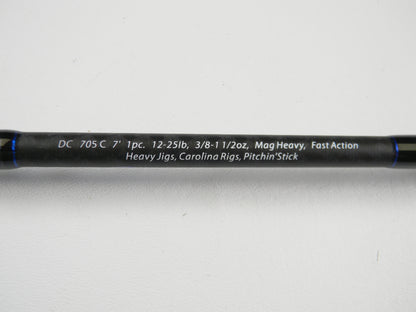 DC 705 C 7' 1pc. 12-25lb, 3/8-1 1/2oz, Mag Heavy, Fast Action
Heavy Jigs, Carolina Rigs, Pitchin'Stick